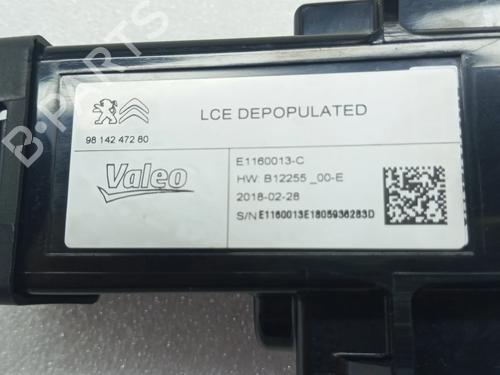 LCE DEPOPULATED
98 142 472 80
Valeo
E1160013-C
HW: B12255 _00-E
2018-02-28
S/N E1160013E1805936283D
B-PARTS